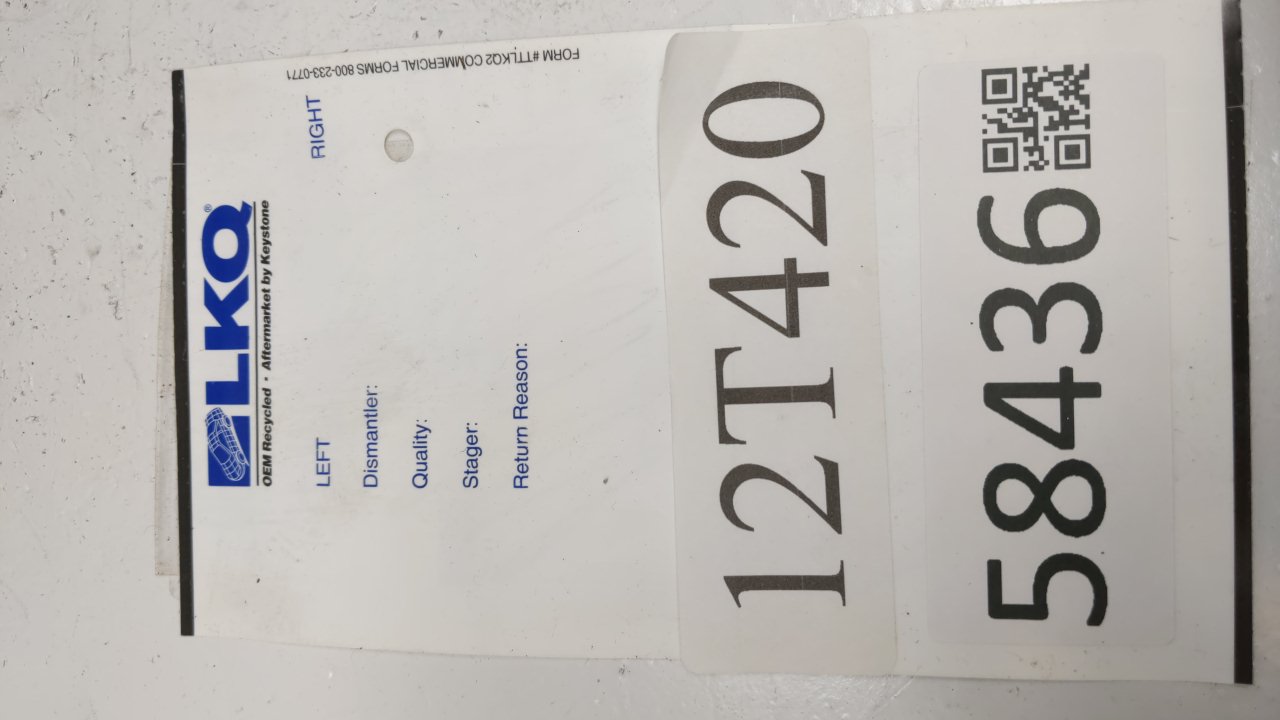 LKQ®
OEM Recycled • Aftermarket by Keystone
LEFT RIGHT
Dismantler:
Quality:
Stager:
Return Reason:
FORM #TTLKQ2 COMMERCIAL FORMS 800-233-0771
12T420
58436